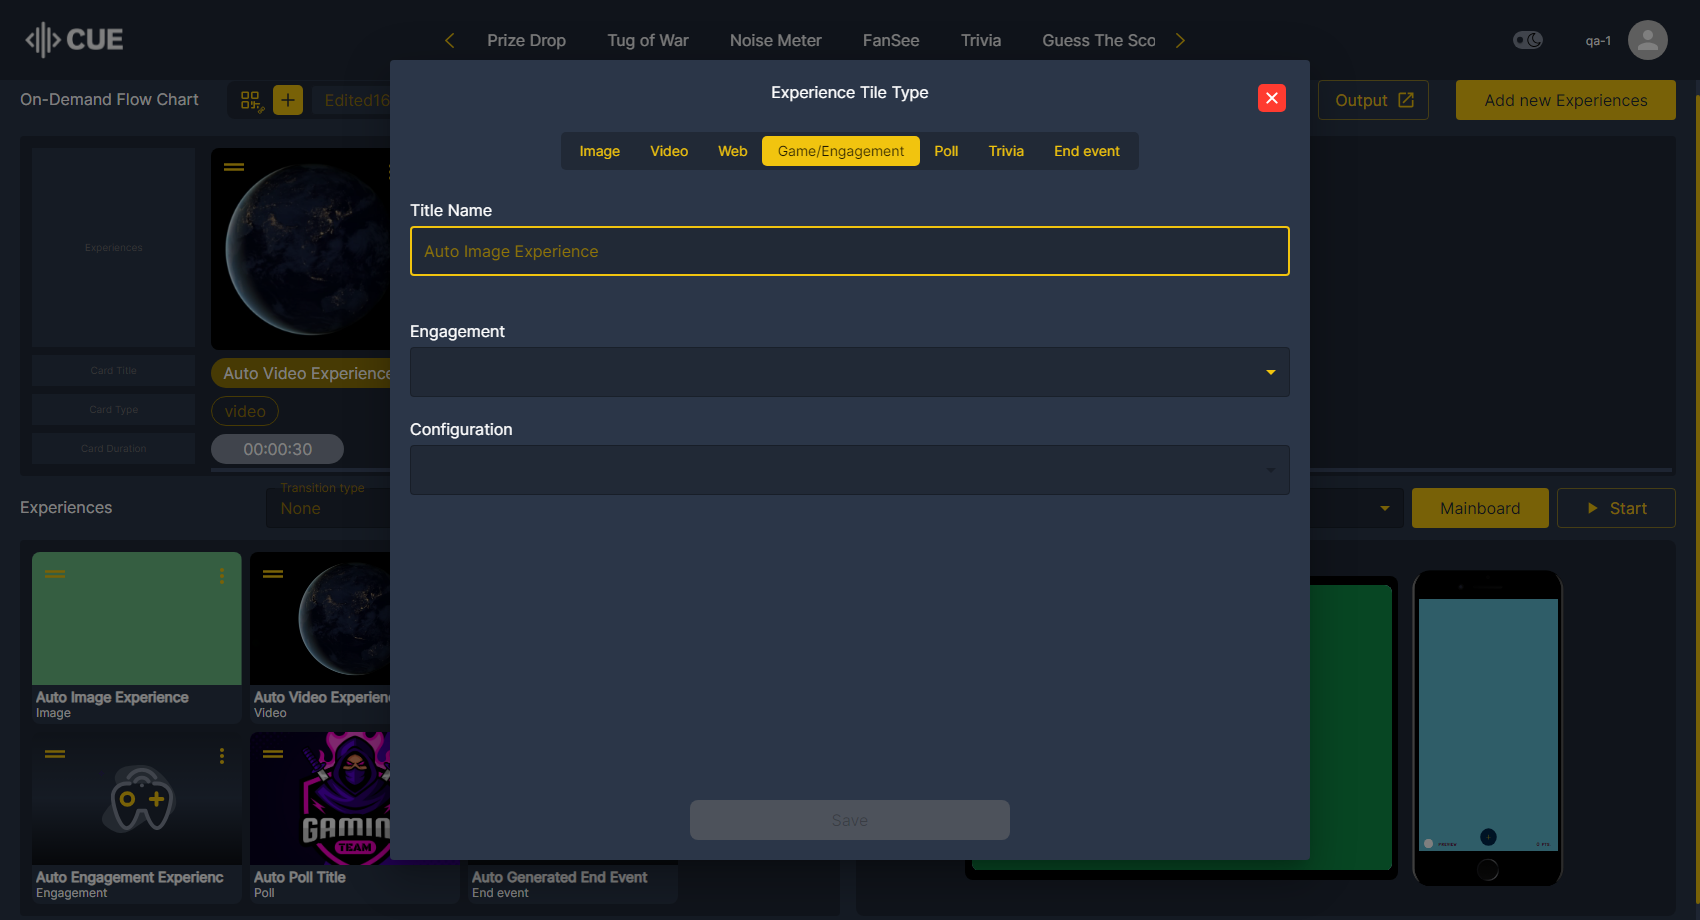 CUE
Prize Drop
Tug of War
Noise Meter
FanSee
Trivia
Guess The Sco
qa-1
On-Demand Flow Chart
Edited16
Output
Add new Experiences
Experience Tile Type
Image
Video
Web
Game/Engagement
Poll
Trivia
End event
Title Name
Auto Image Experience
Engagement
Configuration
Save
Experiences
Card Title
Card Type
Card Duration
Auto Video Experience
video
00:00:30
Experiences
Transition type
None
Mainboard
Start
Auto Image Experience
Image
Auto Video Experien
Video
Auto Engagement Experienc
Engagement
GAMIN
TEAM
Auto Poll Title
Poll
Auto Generated End Event
End event
PREVIEW